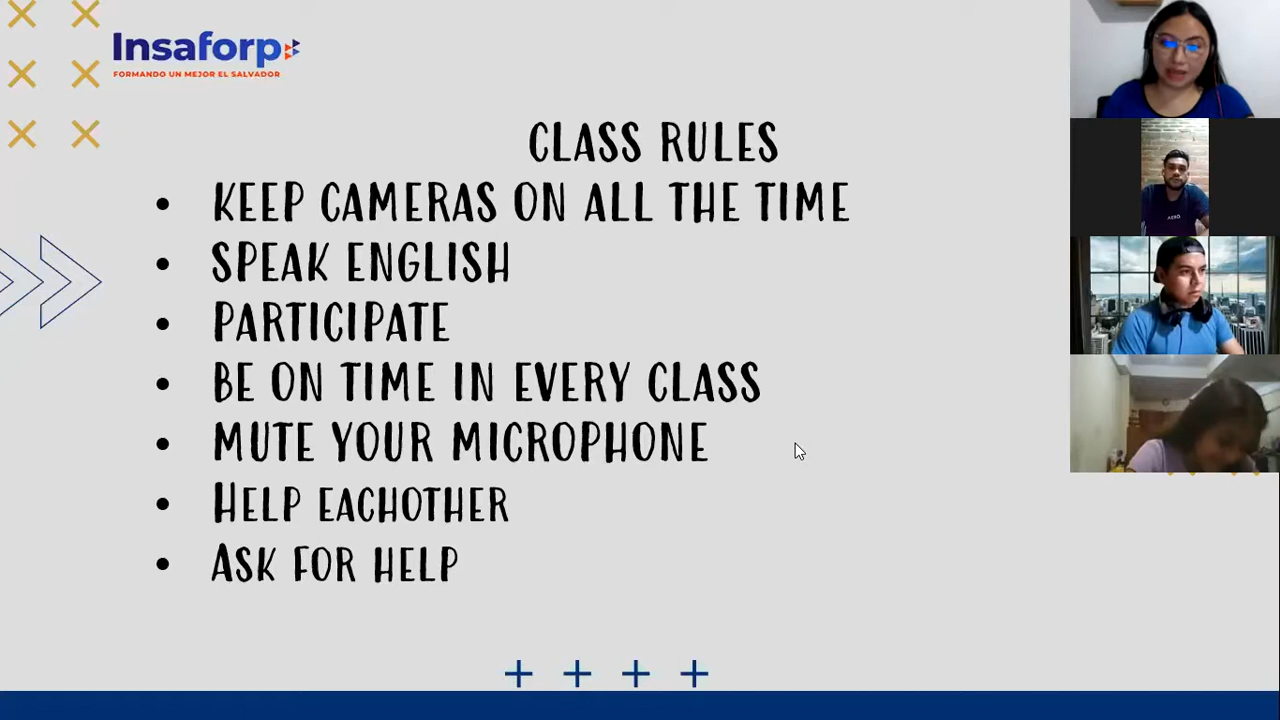 Insaforp
FORMANDO UN MEJOR EL SALVADOR
CLASS RULES
• KEEP CAMERAS ON ALL THE TIME
• SPEAK ENGLISH
• PARTICIPATE
• BE ON TIME IN EVERY CLASS
• MUTE YOUR MICROPHONE
• HELP EACHOTHER
• ASK FOR HELP